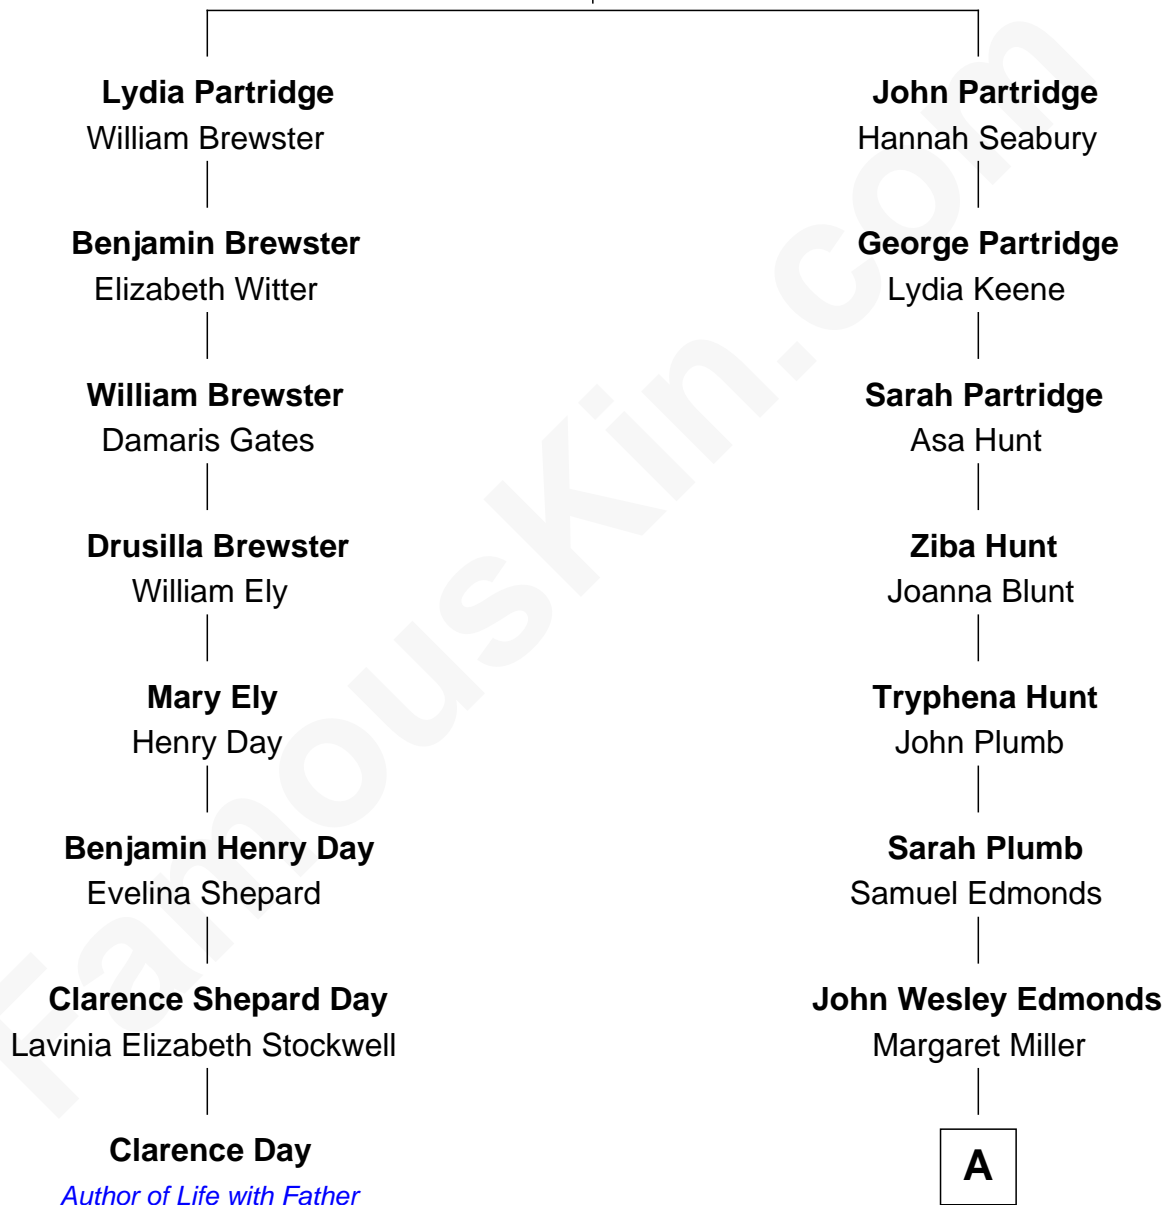 Lydia Partridge
William Brewster
Benjamin Brewster
Elizabeth Witter
William Brewster
Damaris Gates
Drusilla Brewster
William Ely
Mary Ely
Henry Day
Benjamin Henry Day
Evelina Shepard
Clarence Shepard Day
Lavinia Elizabeth Stockwell
Clarence Day
Author of Life with Father
John Partridge
Hannah Seabury
George Partridge
Lydia Keene
Sarah Partridge
Asa Hunt
Ziba Hunt
Joanna Blunt
Tryphena Hunt
John Plumb
Sarah Plumb
Samuel Edmonds
John Wesley Edmonds
Margaret Miller
A
FamousKin.com